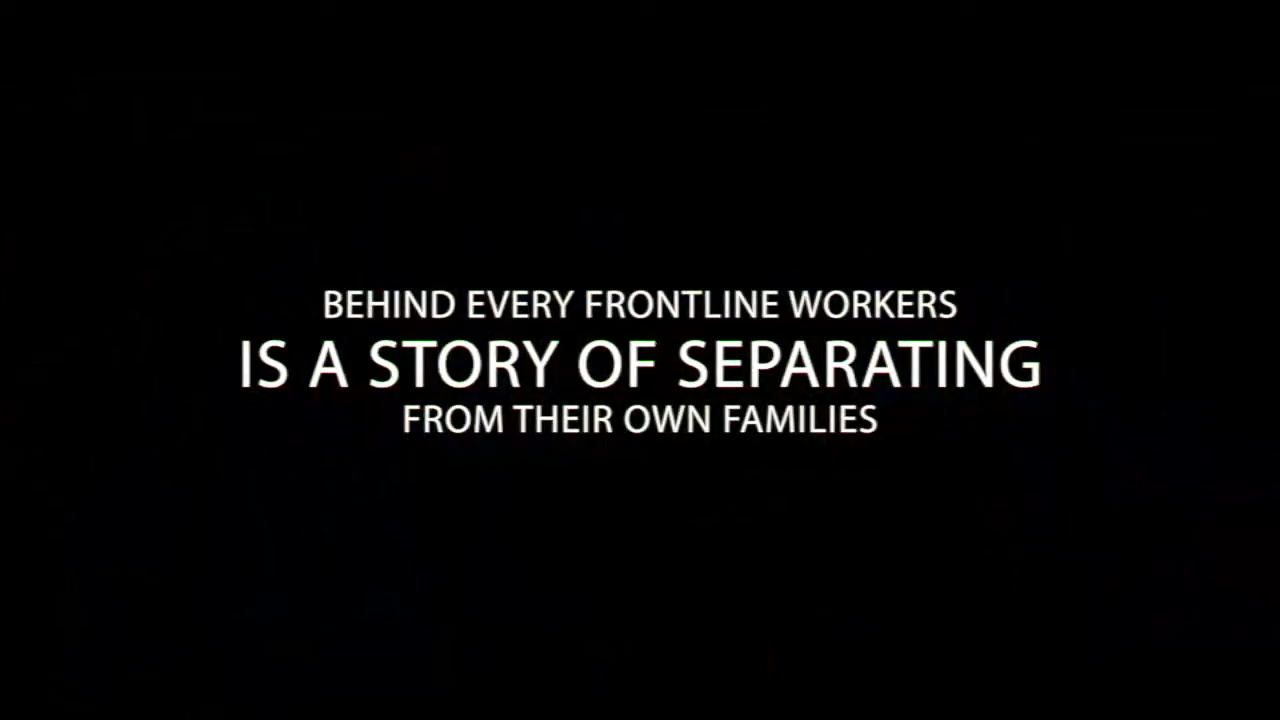 BEHIND EVERY FRONTLINE WORKERS
IS A STORY OF SEPARATING
FROM THEIR OWN FAMILIES